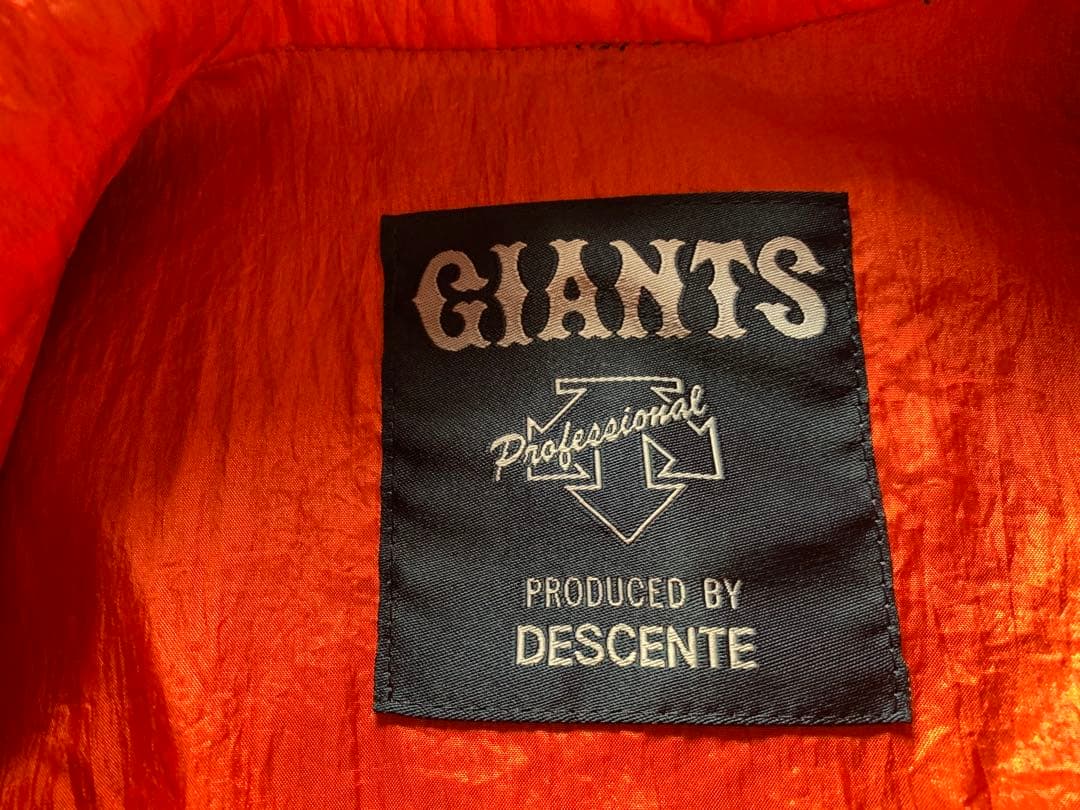 GIANTS
Professional
PRODUCED BY
DESCENTE